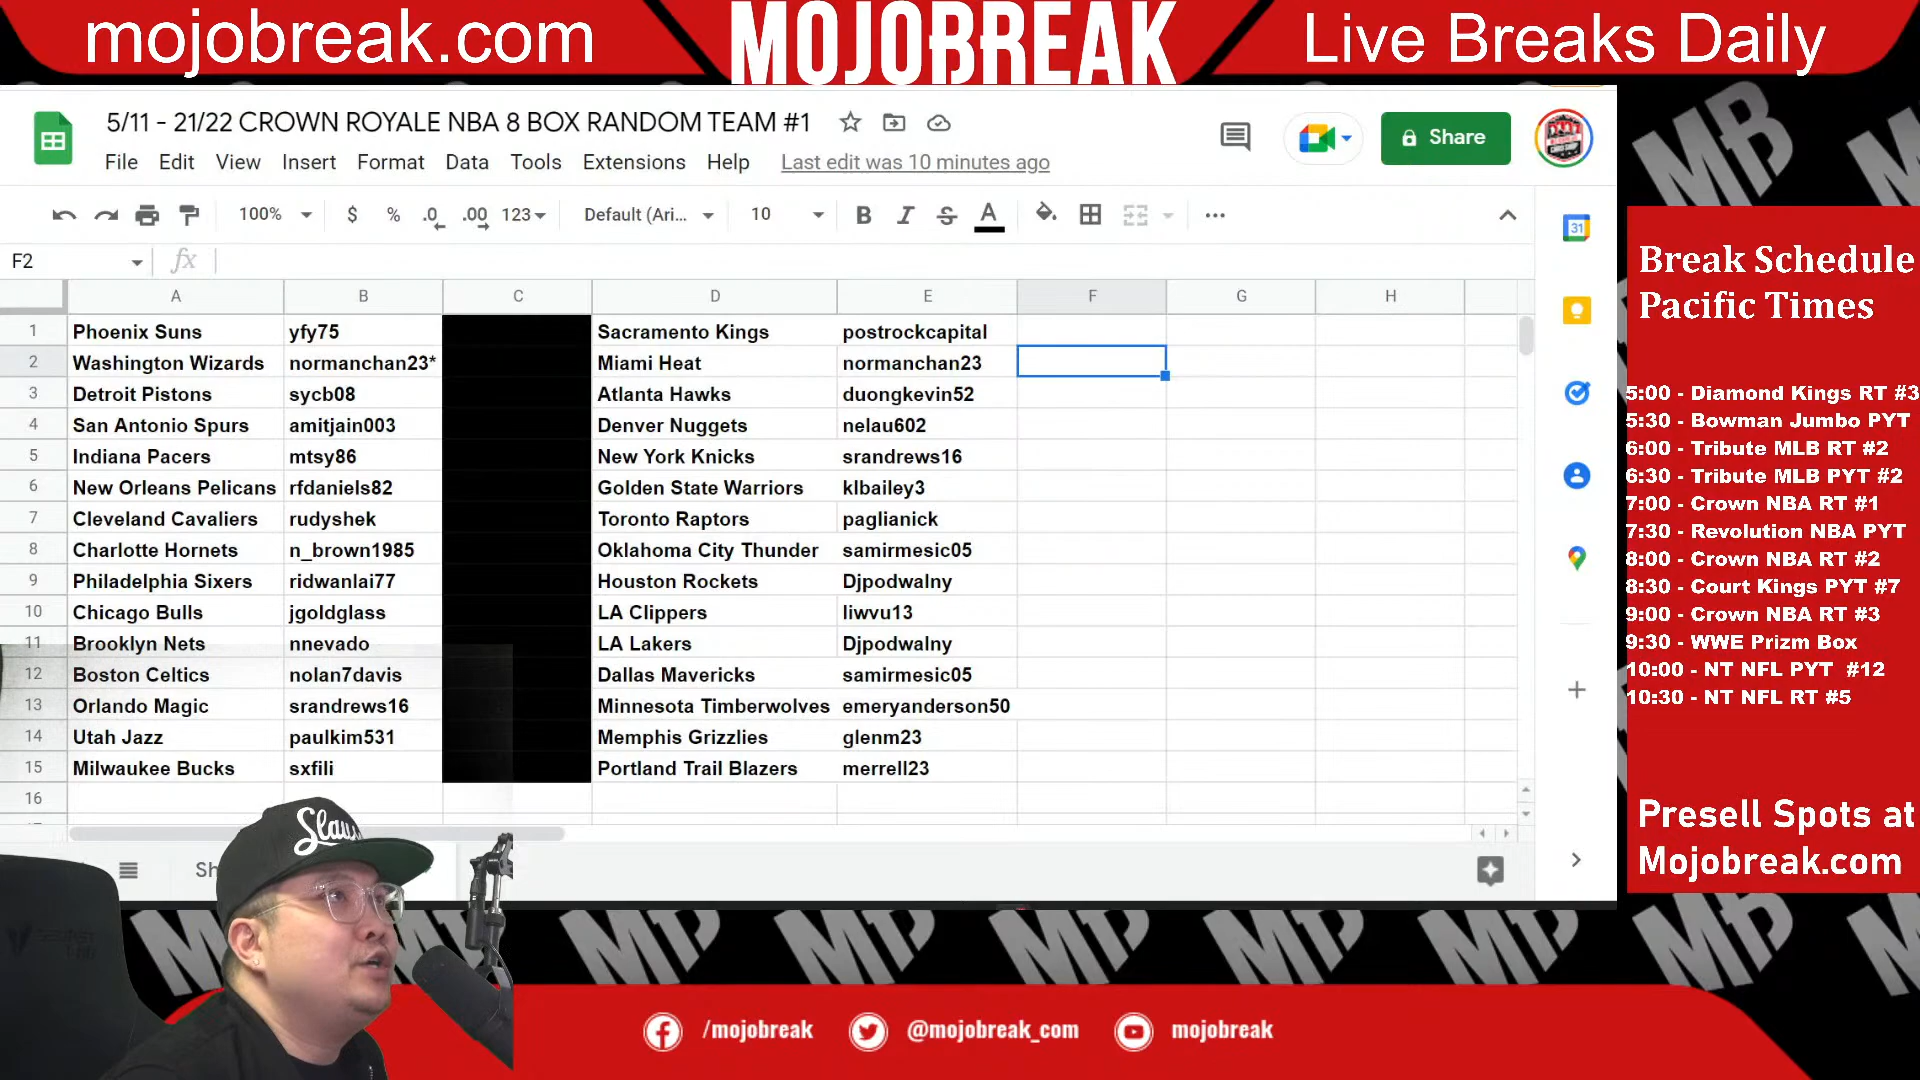 mojobreak.com
MOJOBREAK
Live Breaks Daily
5/11 - 21/22 CROWN ROYALE NBA 8 BOX RANDOM TEAM #1
File Edit View Insert Format Data Tools Extensions Help Last edit was 10 minutes ago
Share
100% $ % .0 .00 123 Default (Ari... 10 B I S A
31
F2 fx
A B C D E F G H
1 Phoenix Suns yfy75 Sacramento Kings postrockcapital
2 Washington Wizards normanchan23* Miami Heat normanchan23
3 Detroit Pistons sycb08 Atlanta Hawks duongkevin52
4 San Antonio Spurs amitjain003 Denver Nuggets nelau602
5 Indiana Pacers mtsy86 New York Knicks srandrews16
6 New Orleans Pelicans rfdaniels82 Golden State Warriors klbailey3
7 Cleveland Cavaliers rudyshek Toronto Raptors paglianick
8 Charlotte Hornets n_brown1985 Oklahoma City Thunder samirmesic05
9 Philadelphia Sixers ridwanlai77 Houston Rockets Djpodwalny
10 Chicago Bulls jgoldglass LA Clippers liwvu13
11 Brooklyn Nets nnevado LA Lakers Djpodwalny
12 Boston Celtics nolan7davis Dallas Mavericks samirmesic05
13 Orlando Magic srandrews16 Minnesota Timberwolves emeryanderson50
14 Utah Jazz paulkim531 Memphis Grizzlies glenm23
15 Milwaukee Bucks sxfili Portland Trail Blazers merrell23
16
Break Schedule
Pacific Times
5:00 - Diamond Kings RT #3
5:30 - Bowman Jumbo PYT
6:00 - Tribute MLB RT #2
6:30 - Tribute MLB PYT #2
7:00 - Crown NBA RT #1
7:30 - Revolution NBA PYT
8:00 - Crown NBA RT #2
8:30 - Court Kings PYT #7
9:00 - Crown NBA RT #3
9:30 - WWE Prizm Box
10:00 - NT NFL PYT #12
10:30 - NT NFL RT #5
Presell Spots at
Mojobreak.com
/mojobreak @mojobreak_com mojobreak